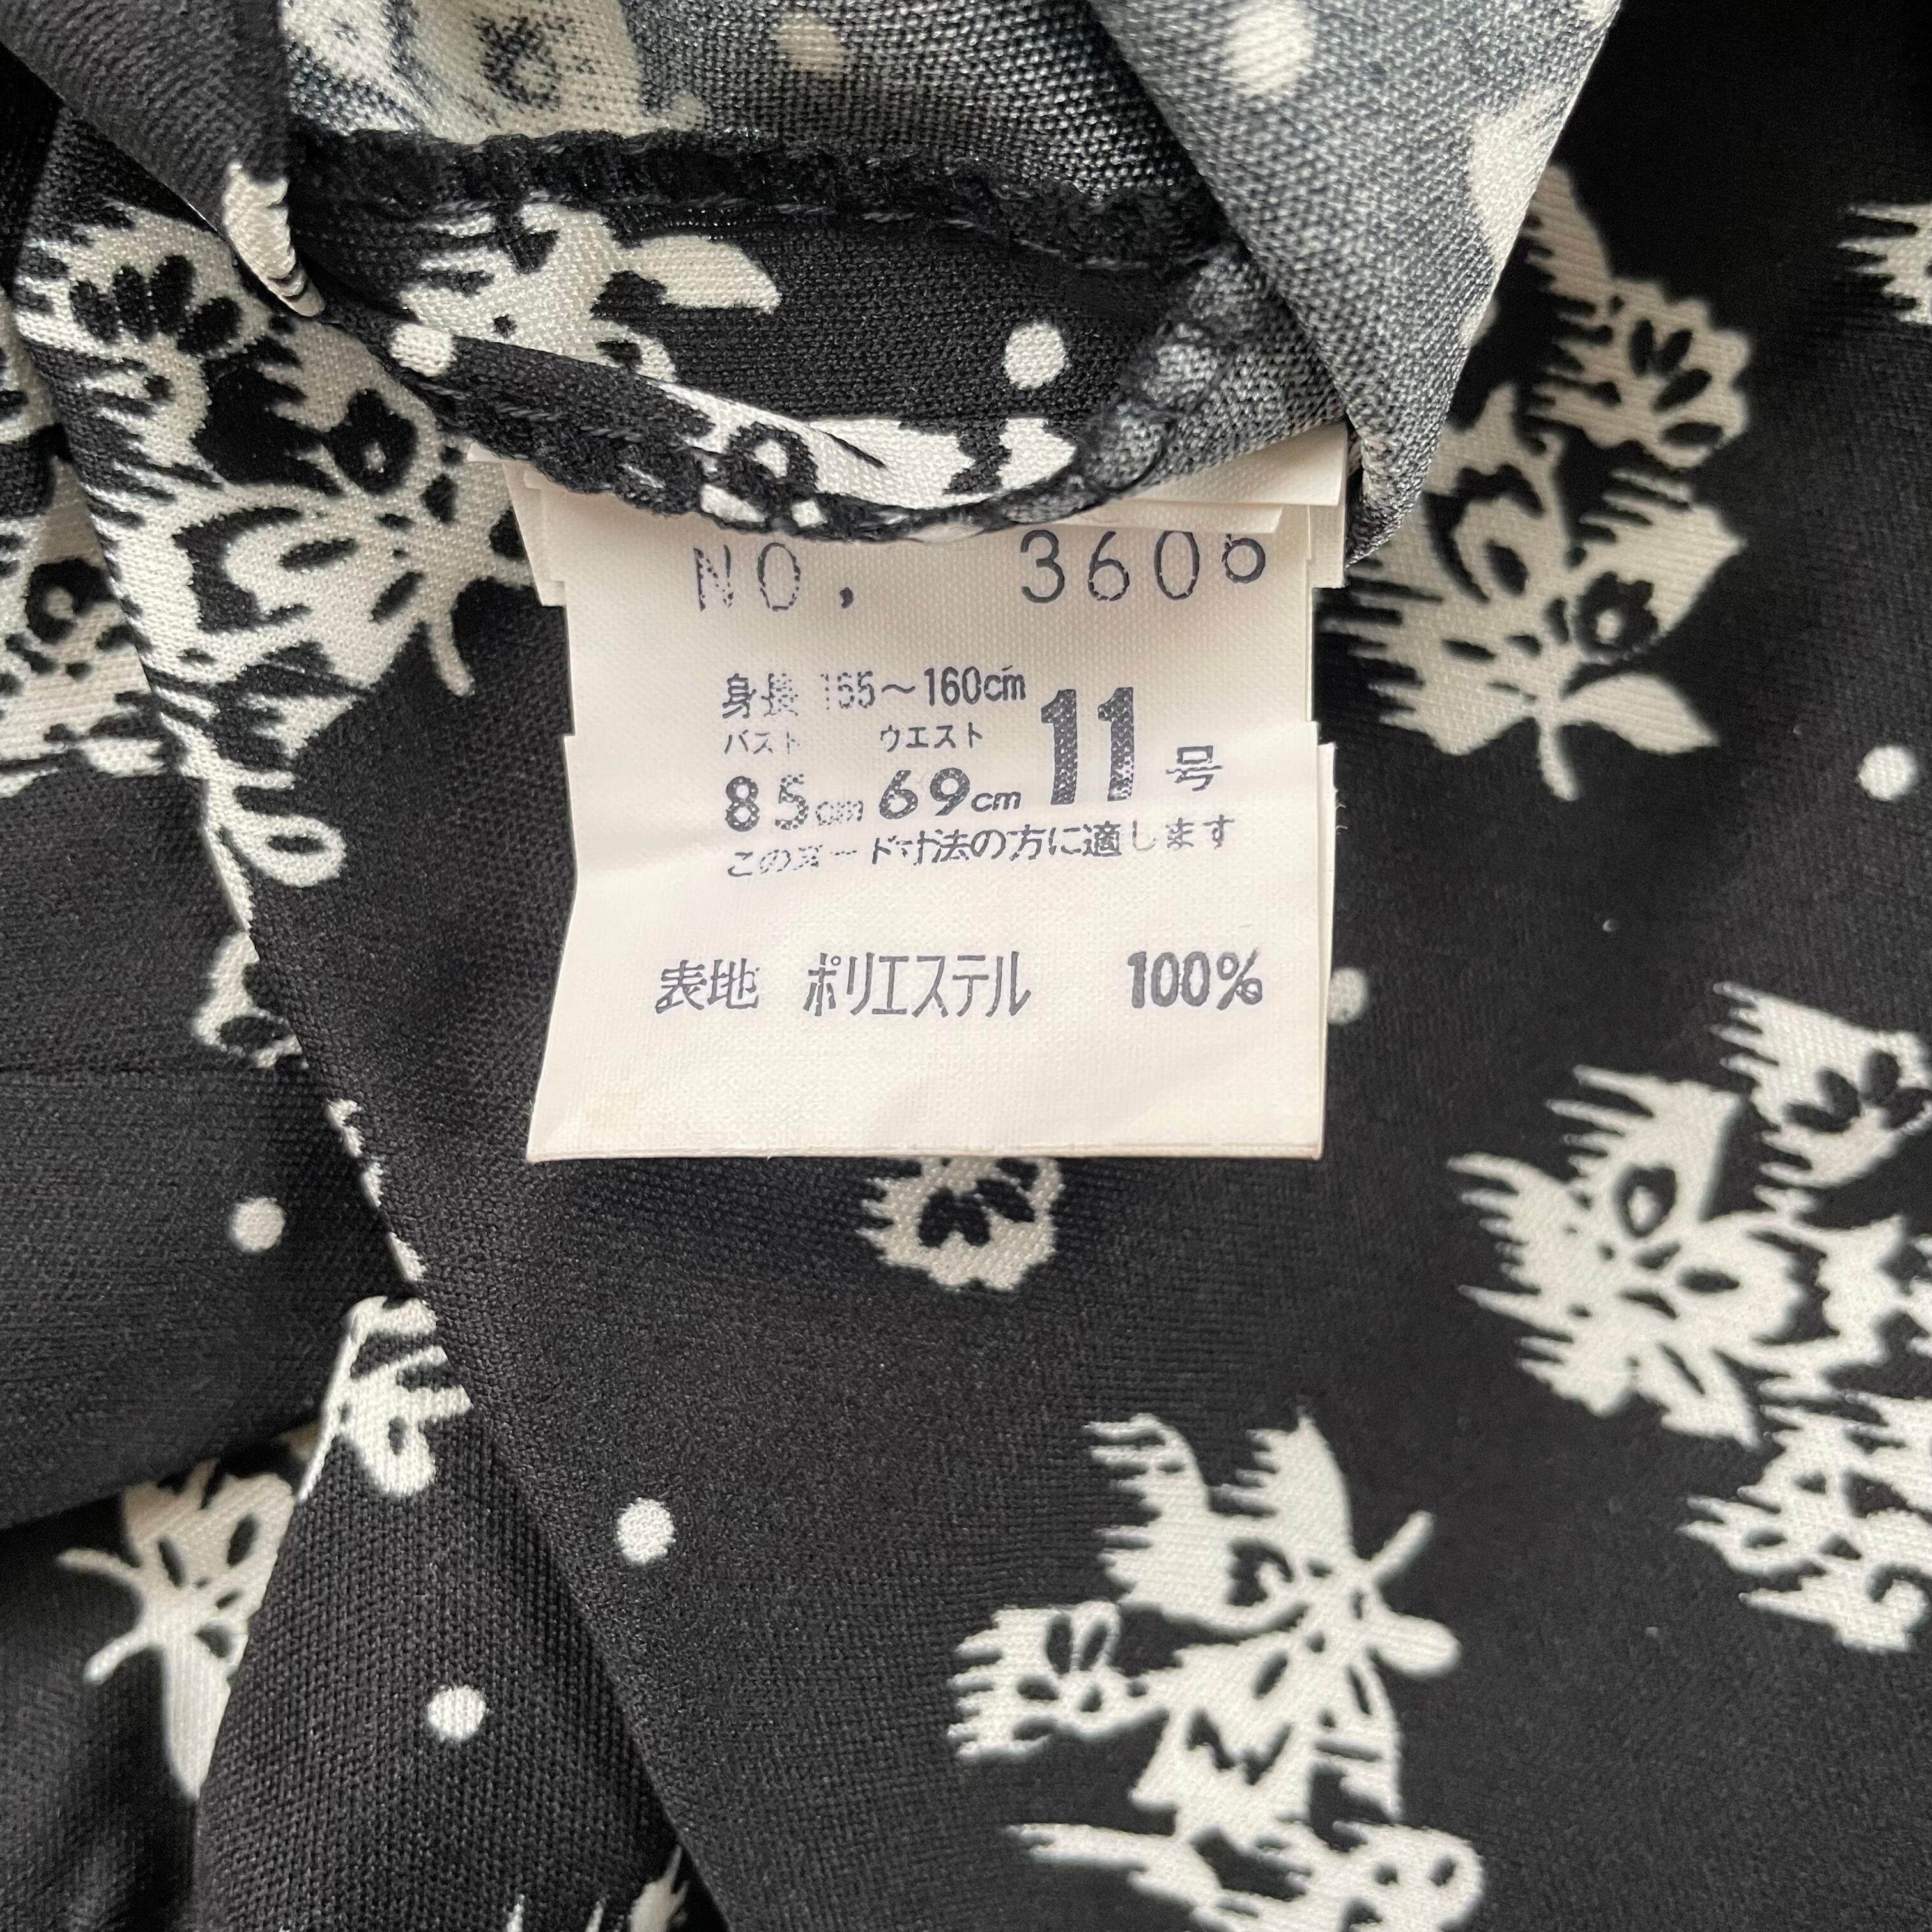 NO, 3606
身長 155～160cm
バスト ウエスト
85cm 69cm 11号
このヌード寸法の方に適します
表地 ポリエステル 100%